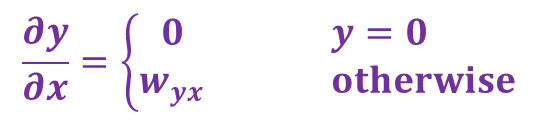 ∂y/∂x = { 0    y = 0
w_yx    otherwise